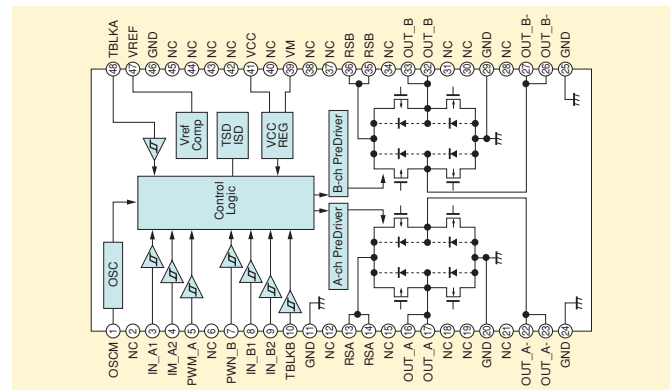 TBLKA
VREF
GND
NC
NC
NC
VCC
NC
VM
NC
NC
RSB
RSB
NC
OUT_B
OUT_B
NC
NC
GND
NC
OUT_B-
OUT_B-
GND
48
47
46
45
44
43
42
41
40
39
38
37
36
35
34
33
32
31
30
29
28
27
26
25
Vref
Comp
TSD
ISD
VCC
REG
B-ch PreDriver
Control
Logic
A-ch PreDriver
OSC
1
2
3
4
5
6
7
8
9
10
11
12
13
14
15
16
17
18
19
20
21
22
23
24
OSCM
NC
IN_A1
IM_A2
PWM_A
NC
PWN_B
IN_B1
IN_B2
TBLKB
GND
NC
RSA
RSA
NC
OUT_A
OUT_A
NC
NC
GND
NC
OUT_A-
OUT_A-
GND